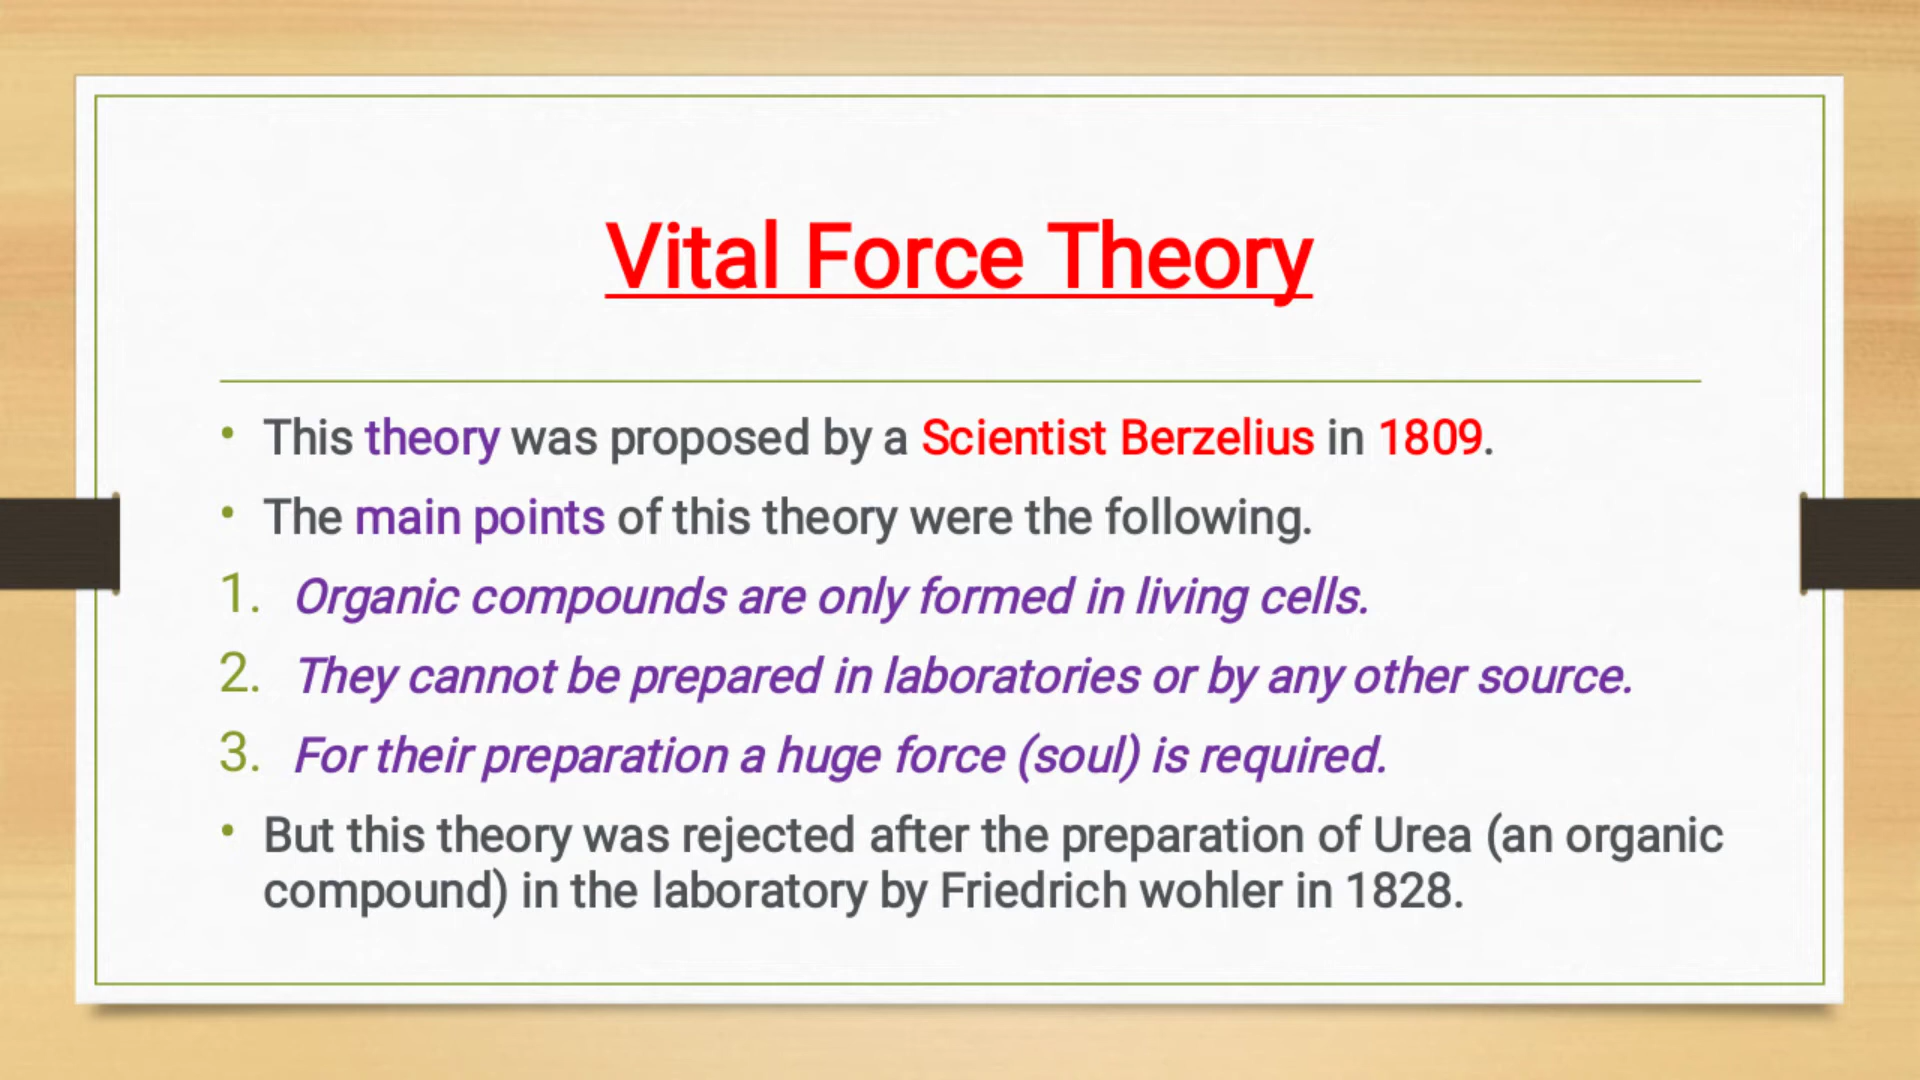 Vital Force Theory
• This theory was proposed by a Scientist Berzelius in 1809.
• The main points of this theory were the following.
1. Organic compounds are only formed in living cells.
2. They cannot be prepared in laboratories or by any other source.
3. For their preparation a huge force (soul) is required.
• But this theory was rejected after the preparation of Urea (an organic
compound) in the laboratory by Friedrich wohler in 1828.